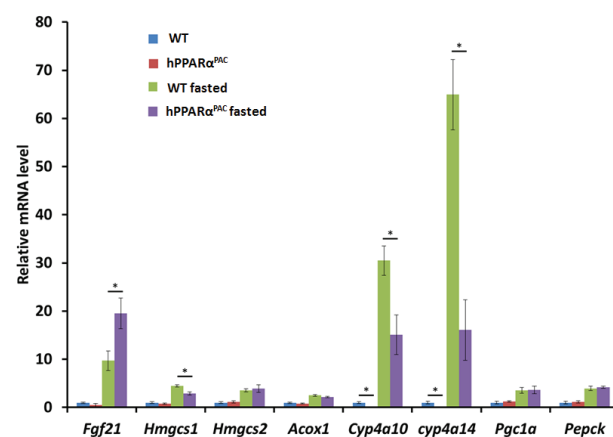 80
70
60
50
40
30
20
10
0
Relative mRNA level
WT
hPPARα^PAC
WT fasted
hPPARα^PAC fasted
*
*
*
*
*
*
Fgf21 Hmgcs1 Hmgcs2 Acox1 Cyp4a10 cyp4a14 Pgc1a Pepck